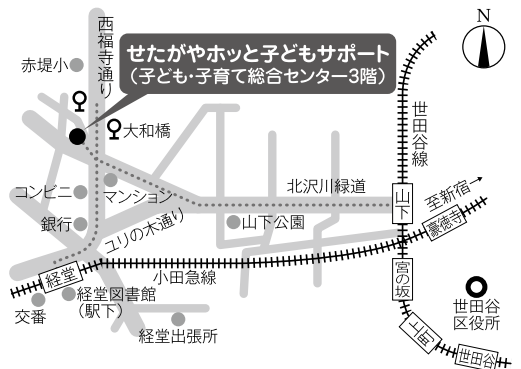 西福寺通り
N
せたがやホッと子どもサポート
(子ども・子育て総合センター3階)
赤堤小
大和橋
世田谷線
コンビニ
マンション
北沢川緑道
山下
至新宿→
豪徳寺
銀行
ユリの木通り
山下公園
経堂
小田急線
宮の坂
交番
経堂図書館
(駅下)
経堂出張所
世田谷
区役所
上町
世田谷